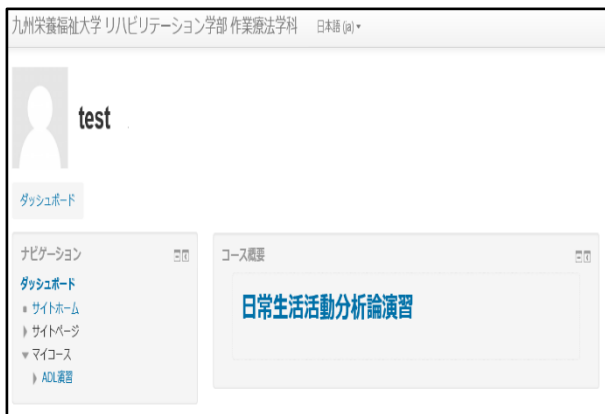 九州栄養福祉大学 リハビリテーション学部 作業療法学科 日本語 (ja)
test
ダッシュボード
ナビゲーション
ダッシュボード
サイトホーム
サイトページ
マイコース
ADL演習
コース概要
日常生活活動分析論演習